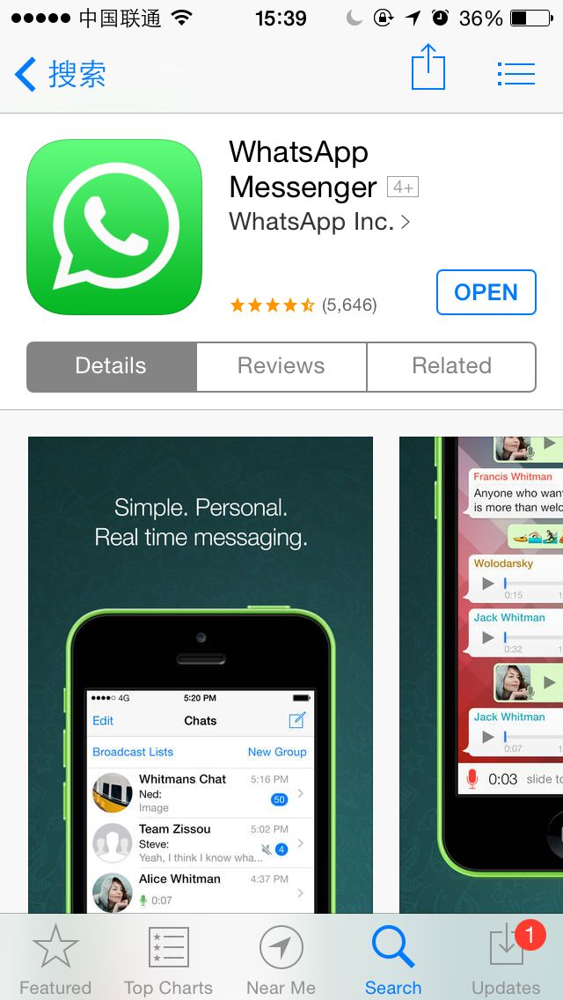 中国联通
15:39
36%
搜索
WhatsApp
Messenger 4+
WhatsApp Inc.
(5,646)
OPEN
Details
Reviews
Related
Simple. Personal.
Real time messaging.
4G
5:20 PM
Edit
Chats
Broadcast Lists
New Group
Whitmans Chat
5:16 PM
Ned:
50
Image
Team Zissou
5:02 PM
Steve:
4
Yeah, I think I know wha...
Alice Whitman
4:37 PM
0:07
Francis Whitman
Anyone who wan
is more than welc
Wolodarsky
0:15
Jack Whitman
0:32
Jack Whitman
0:07
0:03 slide to
Featured
Top Charts
Near Me
Search
Updates
1